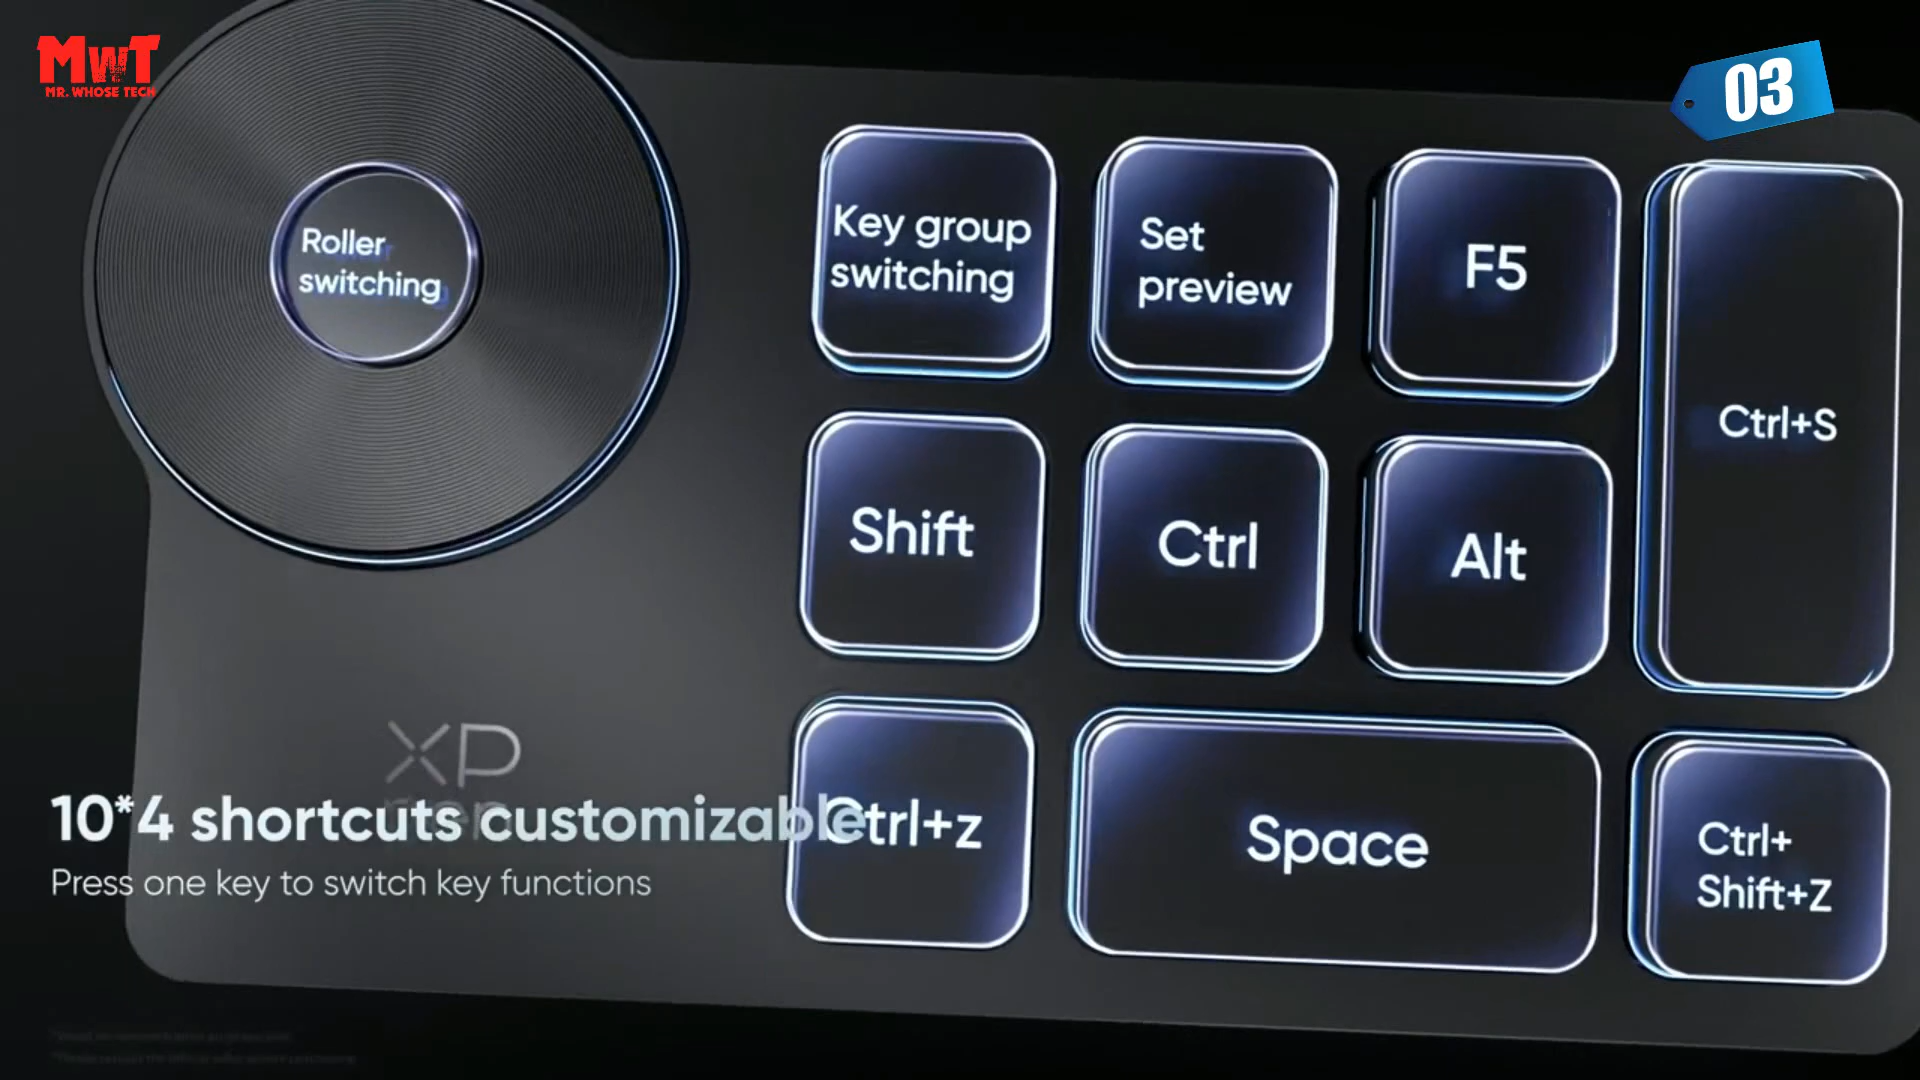 MWT
MR. WHOSE TECH
03
Roller
switching
Key group
switching
Set
preview
F5
Ctrl+S
Shift
Ctrl
Alt
XP
10*4 shortcuts customizable
Ctrl+z
Space
Ctrl+
Shift+Z
Press one key to switch key functions